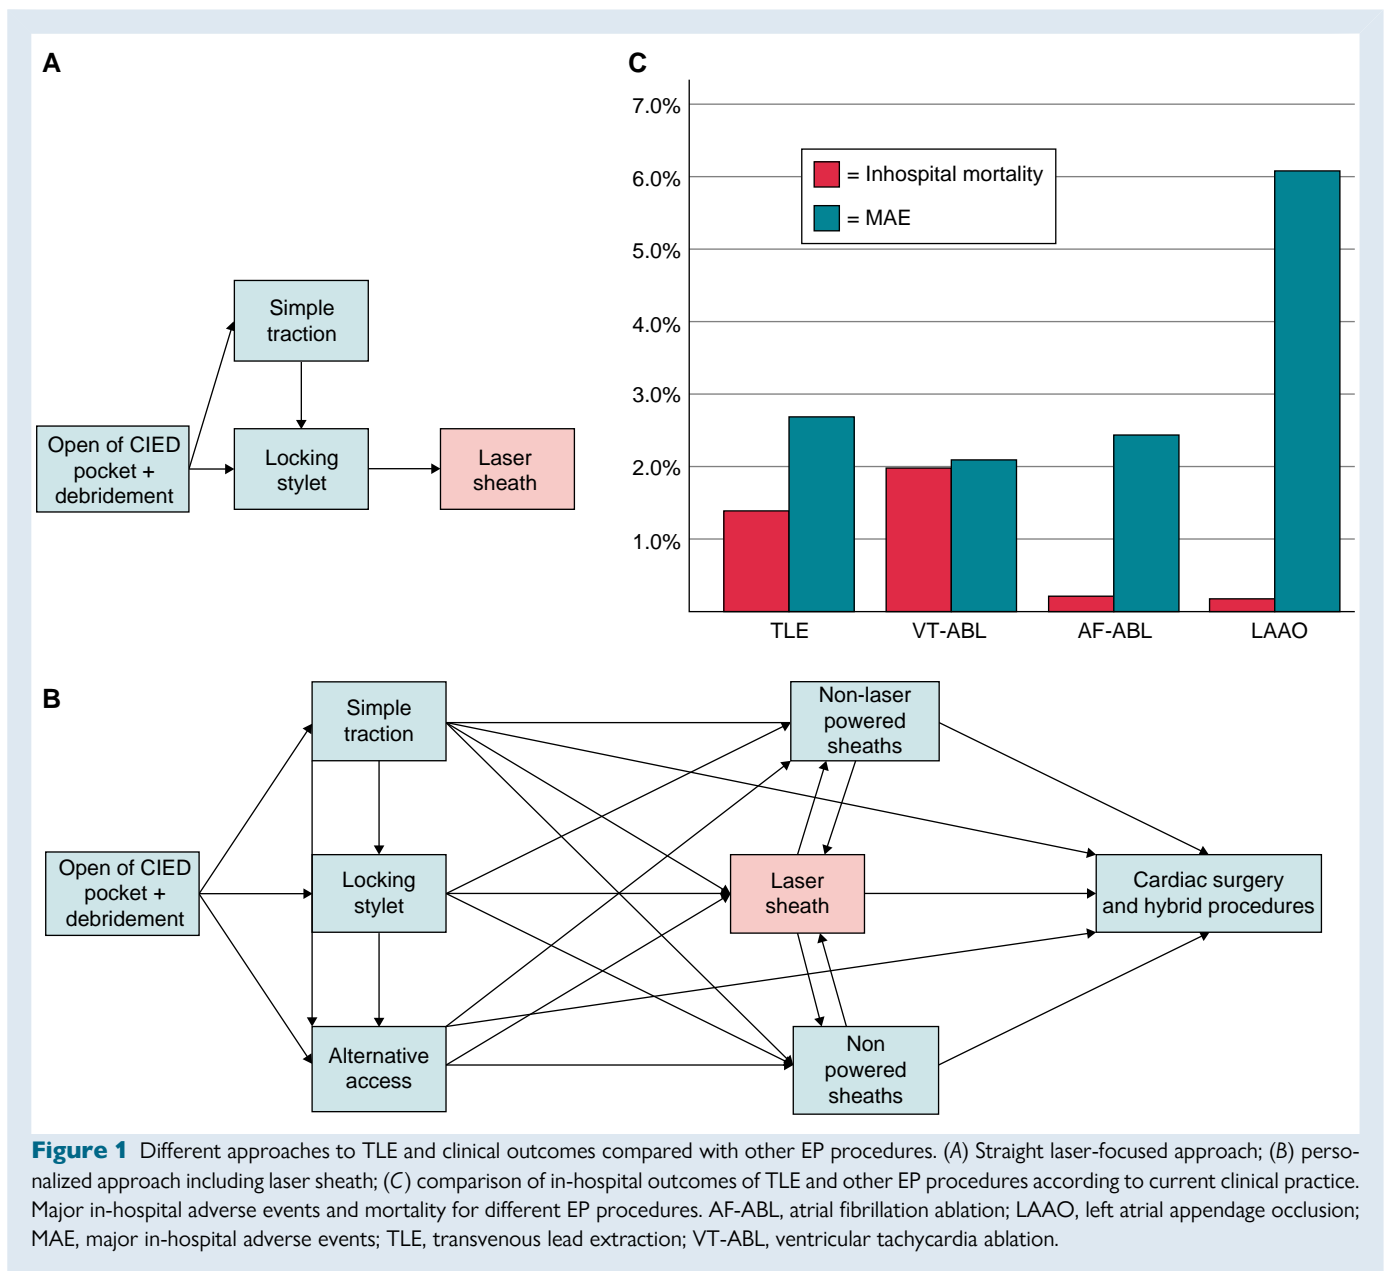 A
Simple
traction
Open of CIED
pocket +
debridement
Locking
stylet
Laser
sheath
C
7.0%
6.0%
5.0%
4.0%
3.0%
2.0%
1.0%
= Inhospital mortality
= MAE
TLE
VT-ABL
AF-ABL
LAAO
B
Simple
traction
Non-laser
powered
sheaths
Open of CIED
pocket +
debridement
Locking
stylet
Laser
sheath
Cardiac surgery
and hybrid procedures
Alternative
access
Non
powered
sheaths
Figure 1 Different approaches to TLE and clinical outcomes compared with other EP procedures. (A) Straight laser-focused approach; (B) perso-
nalized approach including laser sheath; (C) comparison of in-hospital outcomes of TLE and other EP procedures according to current clinical practice.
Major in-hospital adverse events and mortality for different EP procedures. AF-ABL, atrial fibrillation ablation; LAAO, left atrial appendage occlusion;
MAE, major in-hospital adverse events; TLE, transvenous lead extraction; VT-ABL, ventricular tachycardia ablation.